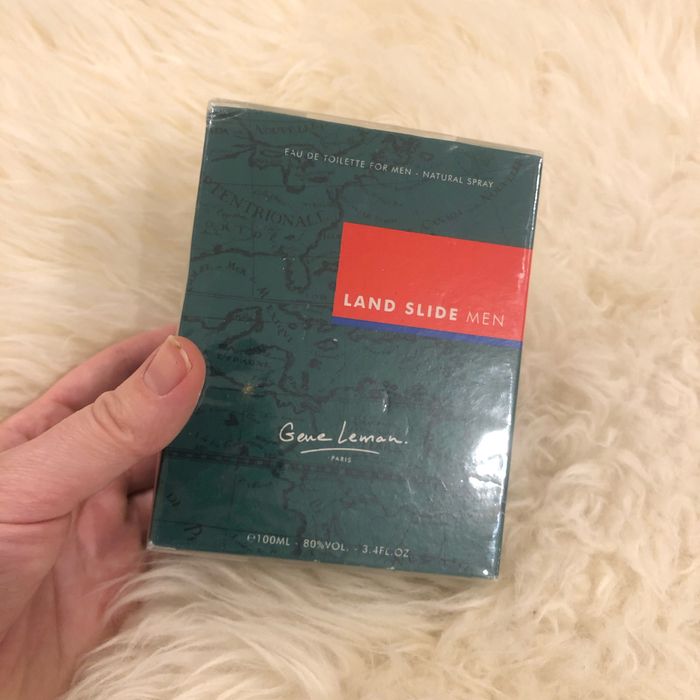 EAU DE TOILETTE FOR MEN - NATURAL SPRAY
TENTRIONALE
LAND SLIDE MEN
Gene Leman.
PARIS
℮100ML - 80%VOL. - 3.4FL.OZ